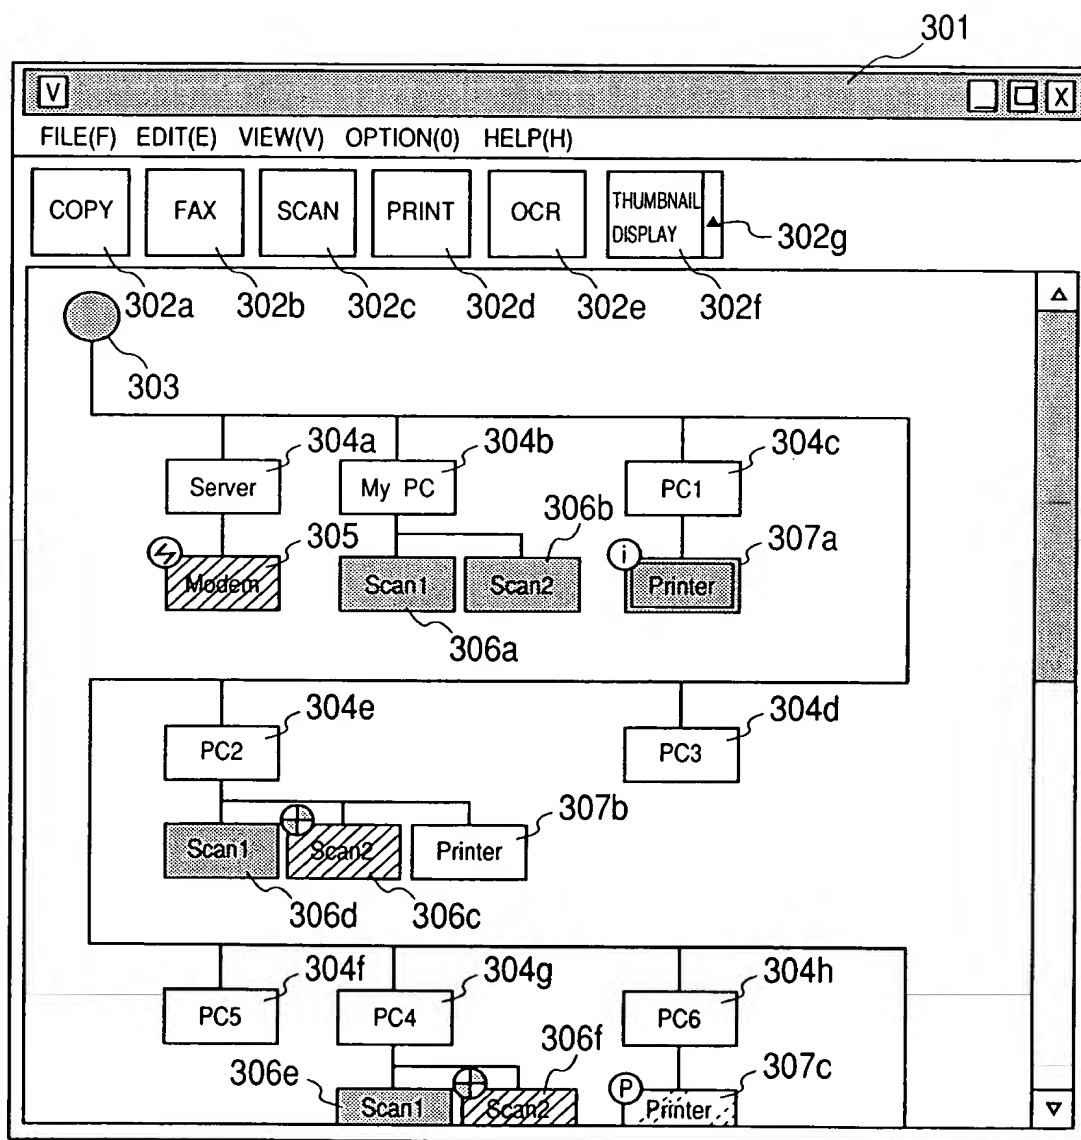 301
V
_ X
FILE(F) EDIT(E) VIEW(V) OPTION(0) HELP(H)
COPY FAX SCAN PRINT OCR THUMBNAIL DISPLAY 302g
302a 302b 302c 302d 302e 302f
303
304a 304b 304c
Server My PC PC1
305 306b 307a
i
Modem Scan1 Scan2 Printer
306a
304e 304d
PC2 PC3
307b
Scan1 Scan2 Printer
306d 306c
304f 304g 304h
PC5 PC4 PC6
306e 306f 307c
P
Scan1 Scan2 Printer